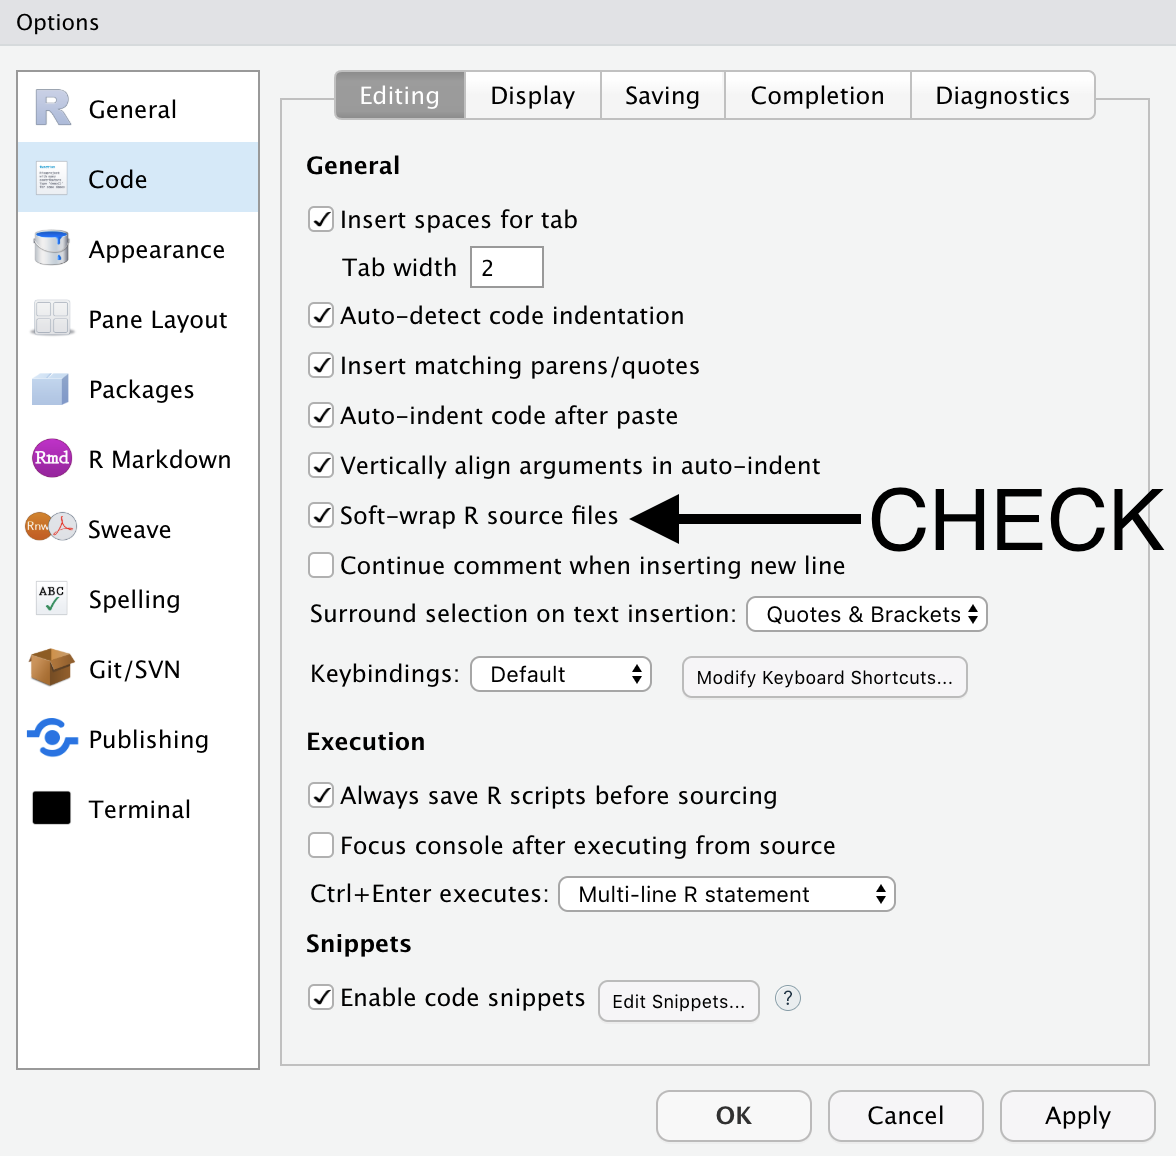 Options
General
Code
Appearance
Pane Layout
Packages
Rmd R Markdown
Rnw Sweave
ABC Spelling
Git/SVN
Publishing
Terminal
Editing Display Saving Completion Diagnostics
General
Insert spaces for tab
Tab width 2
Auto-detect code indentation
Insert matching parens/quotes
Auto-indent code after paste
Vertically align arguments in auto-indent
Soft-wrap R source files CHECK
Continue comment when inserting new line
Surround selection on text insertion: Quotes & Brackets
Keybindings: Default Modify Keyboard Shortcuts...
Execution
Always save R scripts before sourcing
Focus console after executing from source
Ctrl+Enter executes: Multi-line R statement
Snippets
Enable code snippets Edit Snippets... ?
OK Cancel Apply